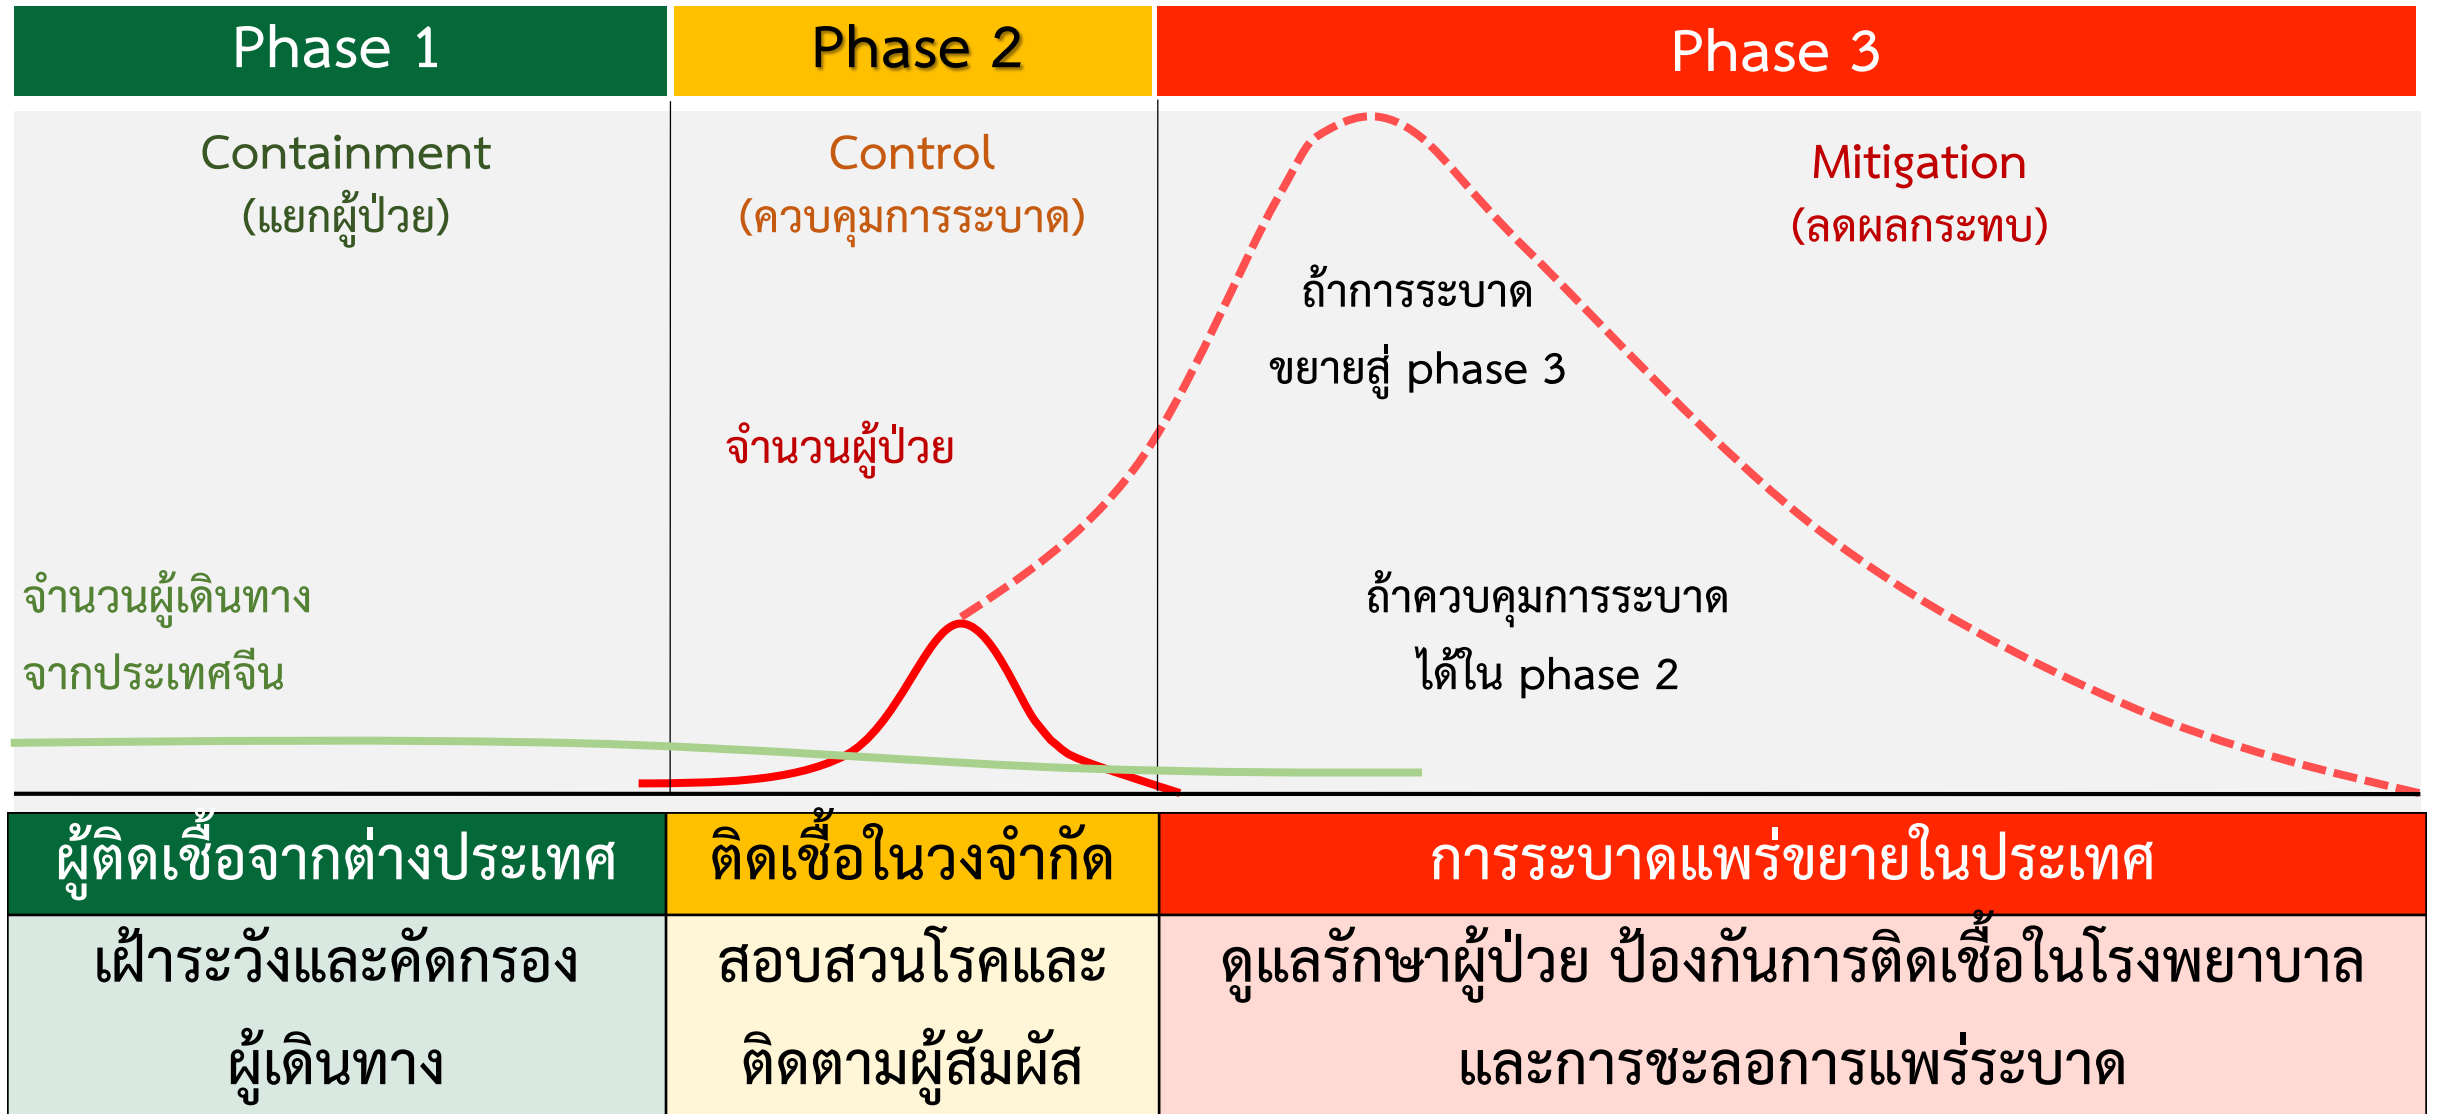 Phase 1
Phase 2
Phase 3
Containment
(แยกผู้ป่วย)
Control
(ควบคุมการระบาด)
Mitigation
(ลดผลกระทบ)
ถ้าการระบาด
ขยายสู่ phase 3
จำนวนผู้ป่วย
จำนวนผู้เดินทาง
จากประเทศจีน
ถ้าควบคุมการระบาด
ได้ใน phase 2
ผู้ติดเชื้อจากต่างประเทศ
ติดเชื้อในวงจำกัด
การระบาดแพร่ขยายในประเทศ
เฝ้าระวังและคัดกรอง
ผู้เดินทาง
สอบสวนโรคและ
ติดตามผู้สัมผัส
ดูแลรักษาผู้ป่วย ป้องกันการติดเชื้อในโรงพยาบาล
และการชะลอการแพร่ระบาด